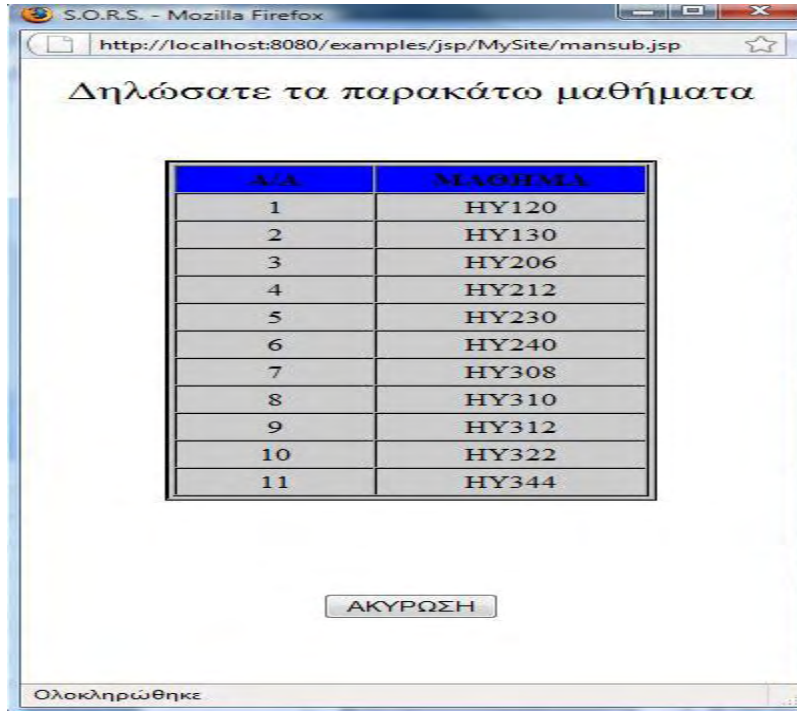 S.O.R.S. - Mozilla Firefox
http://localhost:8080/examples/jsp/MySite/mansub.jsp
Δηλώσατε τα παρακάτω μαθήματα
Α/Α ΜΑΘΗΜΑ
1 HY120
2 HY130
3 HY206
4 HY212
5 HY230
6 HY240
7 HY308
8 HY310
9 HY312
10 HY322
11 HY344
ΑΚΥΡΩΣΗ
Ολοκληρώθηκε